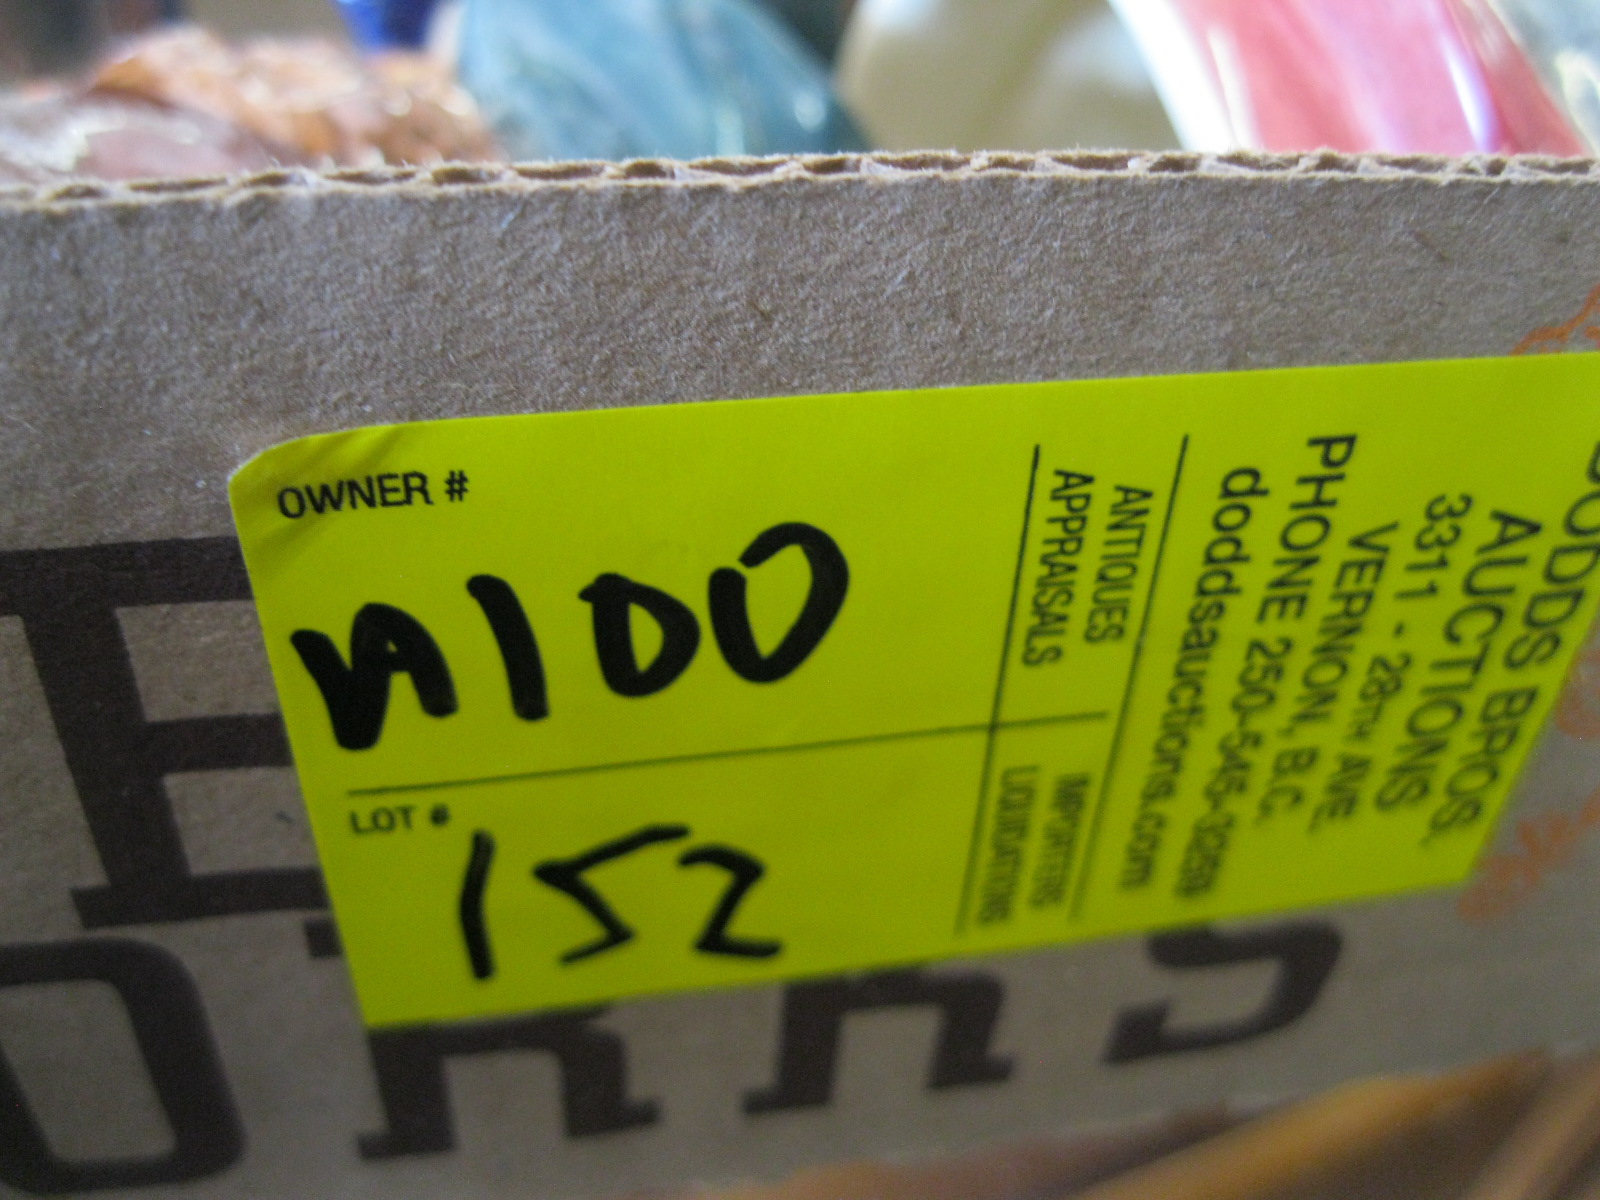 OWNER #
N100
LOT #
152
ANTIQUES
APPRAISALS
IMPORTERS
LIQUIDATIONS
DODDS BROS.
AUCTIONS
3311 - 28TH AVE.
VERNON, B.C.
PHONE 250-545-3259
doddsauctions.com